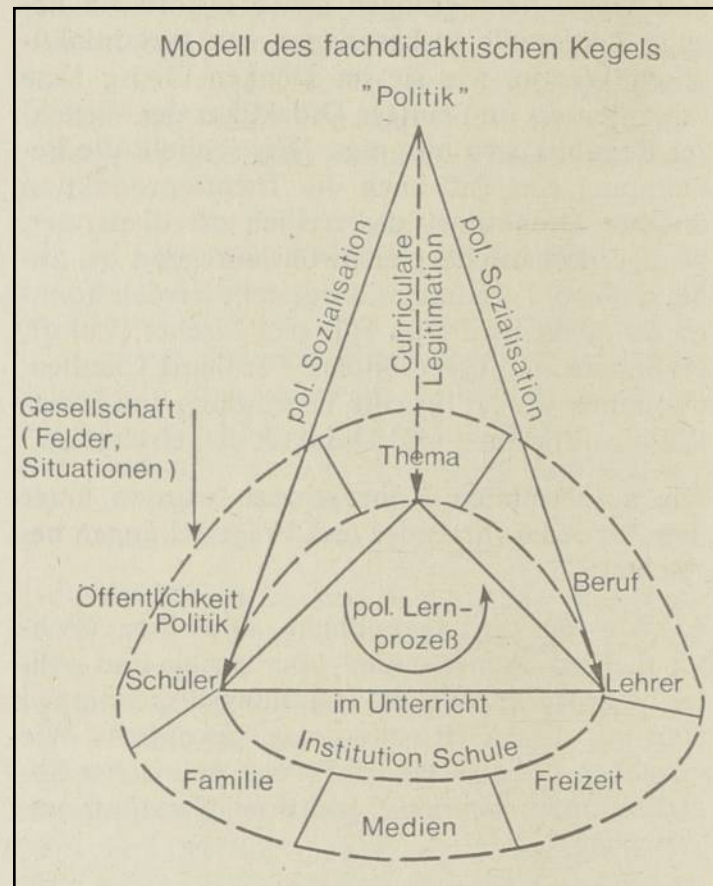 Modell des fachdidaktischen Kegels
"Politik"
pol. Sozialisation
Curriculare
Legitimation
pol. Sozialisation
Gesellschaft
(Felder,
Situationen)
Thema
Öffentlichkeit
Politik
pol. Lern-
prozeß
Beruf
Schüler
Lehrer
im Unterricht
Institution Schule
Familie
Freizeit
Medien